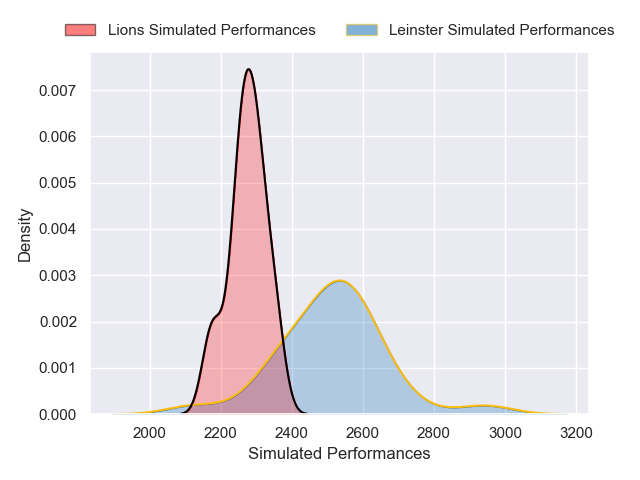 Lions Simulated Performances Leinster Simulated Performances
0.007
0.006
0.005
0.004
0.003
0.002
0.001
0.000
Density
2000 2200 2400 2600 2800 3000 3200
Simulated Performances